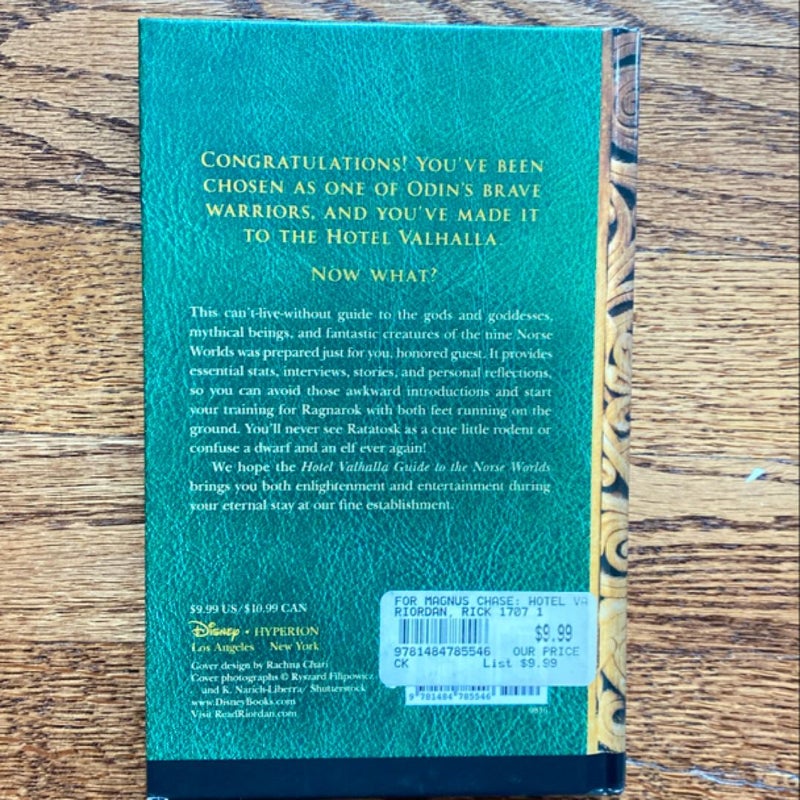 CONGRATULATIONS! YOU'VE BEEN
CHOSEN AS ONE OF ODIN'S BRAVE
WARRIORS, AND YOU'VE MADE IT
TO THE HOTEL VALHALLA.
NOW WHAT?
This can't-live-without guide to the gods and goddesses,
mythical beings, and fantastic creatures of the nine Norse
Worlds was prepared just for you, honored guest. It provides
essential stats, interviews, stories, and personal reflections,
so you can avoid those awkward introductions and start
your training for Ragnarok with both feet running on the
ground. You'll never see Ratatosk as a cute little rodent or
confuse a dwarf and an elf ever again!
We hope the Hotel Valhalla Guide to the Norse Worlds
brings you both enlightenment and entertainment during
your eternal stay at our fine establishment.
$9.99 US/$10.99 CAN
Disney • HYPERION
Los Angeles New York
Cover design by Rachna Chari
Cover photographs © Ryszard Filipowicz
and K. Narich-Liberra/ Shutterstock
www.DisneyBooks.com
Visit ReadRiordan.com
FOR MAGNUS CHASE: HOTEL VA
RIORDAN, RICK 1707 1
$9.99
9781484785546 OUR PRICE
CK List $9.99
9 781484 785546